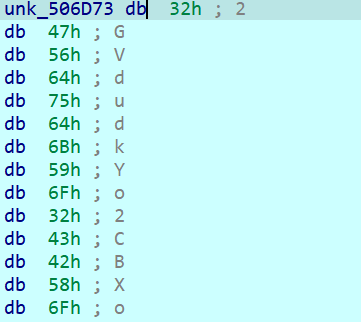 unk_506D73 db 32h ; 2
db 47h ; G
db 56h ; V
db 64h ; d
db 75h ; u
db 64h ; d
db 6Bh ; k
db 59h ; Y
db 6Fh ; o
db 32h ; 2
db 43h ; C
db 42h ; B
db 58h ; X
db 6Fh ; o